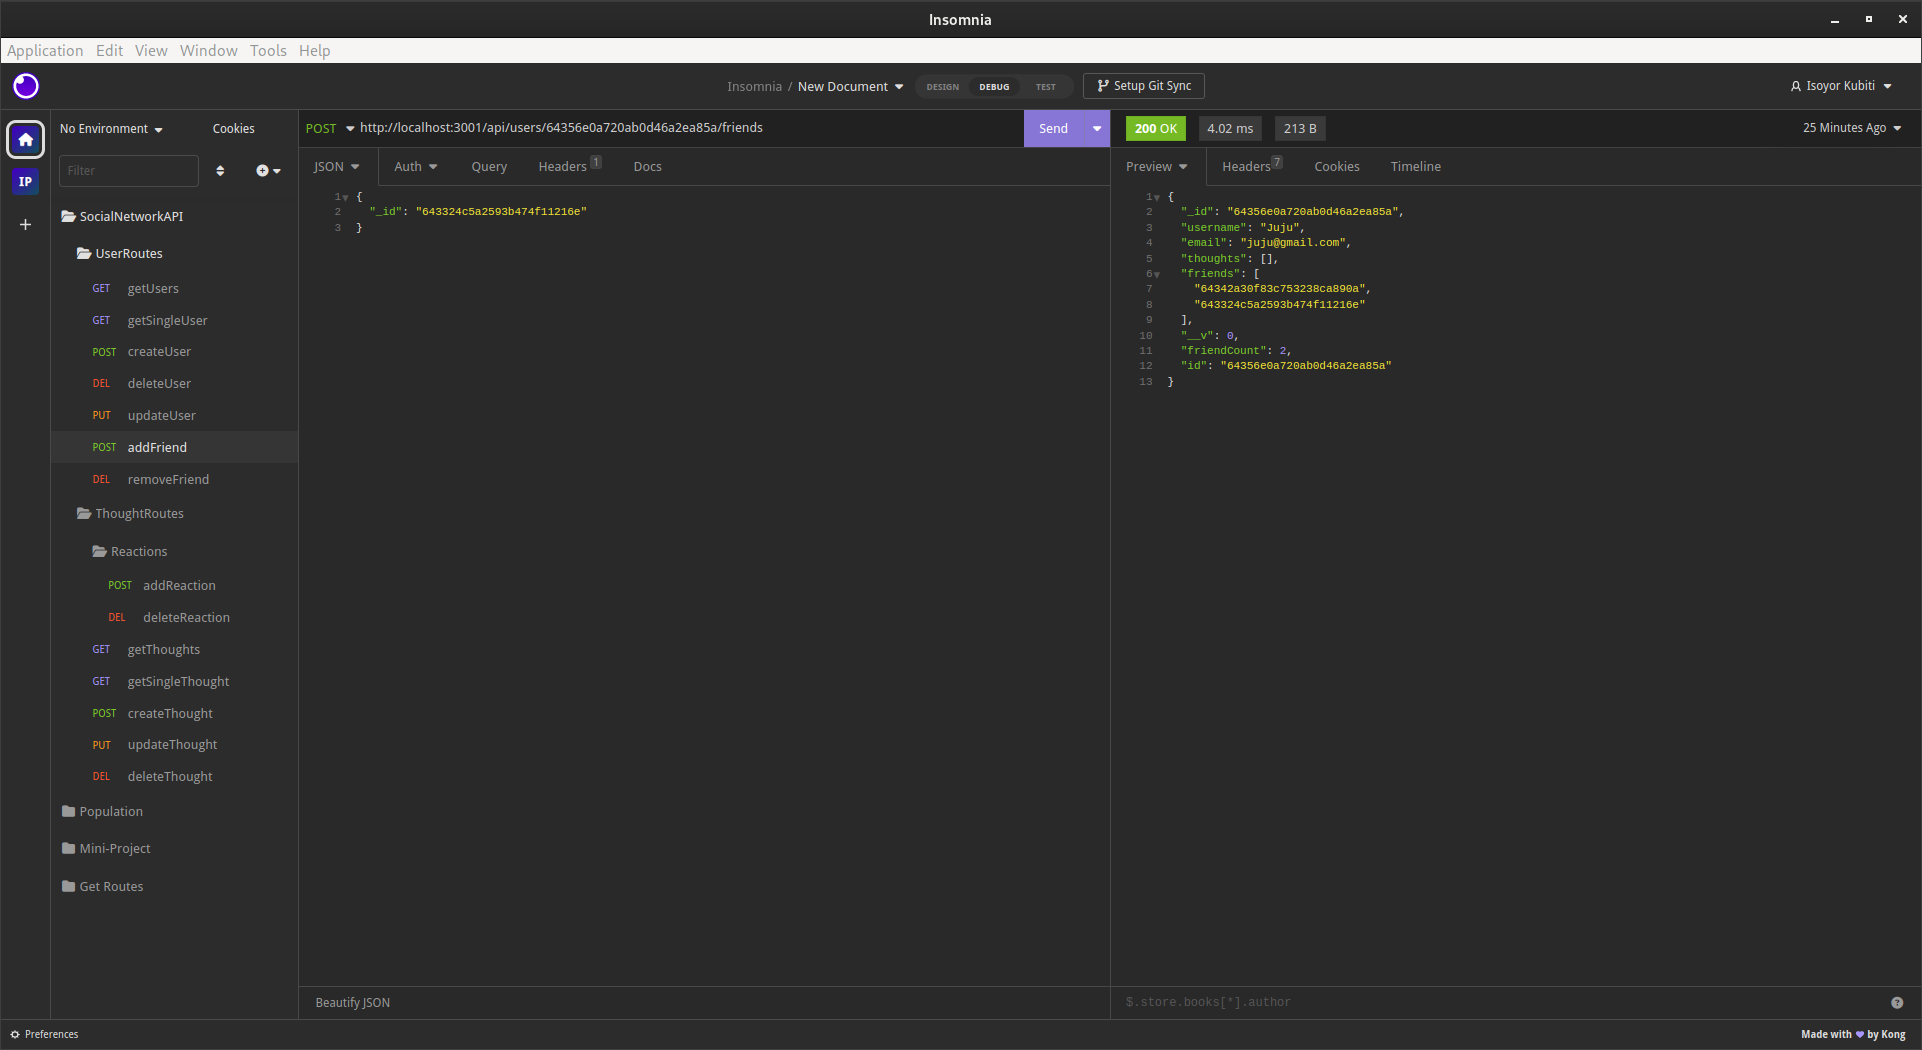 Insomnia
Application Edit View Window Tools Help
Insomnia / New Document DESIGN DEBUG TEST Setup Git Sync Isoyor Kubiti
No Environment Cookies
POST http://localhost:3001/api/users/64356e0a720ab0d46a2ea85a/friends Send
200 OK 4.02 ms 213 B 25 Minutes Ago
Filter
JSON Auth Query Headers 1 Docs
Preview Headers 7 Cookies Timeline
IP
SocialNetworkAPI
UserRoutes
GET getUsers
GET getSingleUser
POST createUser
DEL deleteUser
PUT updateUser
POST addFriend
DEL removeFriend
ThoughtRoutes
Reactions
POST addReaction
DEL deleteReaction
GET getThoughts
GET getSingleThought
POST createThought
PUT updateThought
DEL deleteThought
Population
Mini-Project
Get Routes
1 {
2 "_id": "643324c5a2593b474f11216e"
3 }
1 {
2 "_id": "64356e0a720ab0d46a2ea85a",
3 "username": "Juju",
4 "email": "juju@gmail.com",
5 "thoughts": [],
6 "friends": [
7 "64342a30f83c753238ca890a",
8 "643324c5a2593b474f11216e"
9 ],
10 "__v": 0,
11 "friendCount": 2,
12 "id": "64356e0a720ab0d46a2ea85a"
13 }
Beautify JSON
$.store.books[*].author
Preferences
Made with by Kong